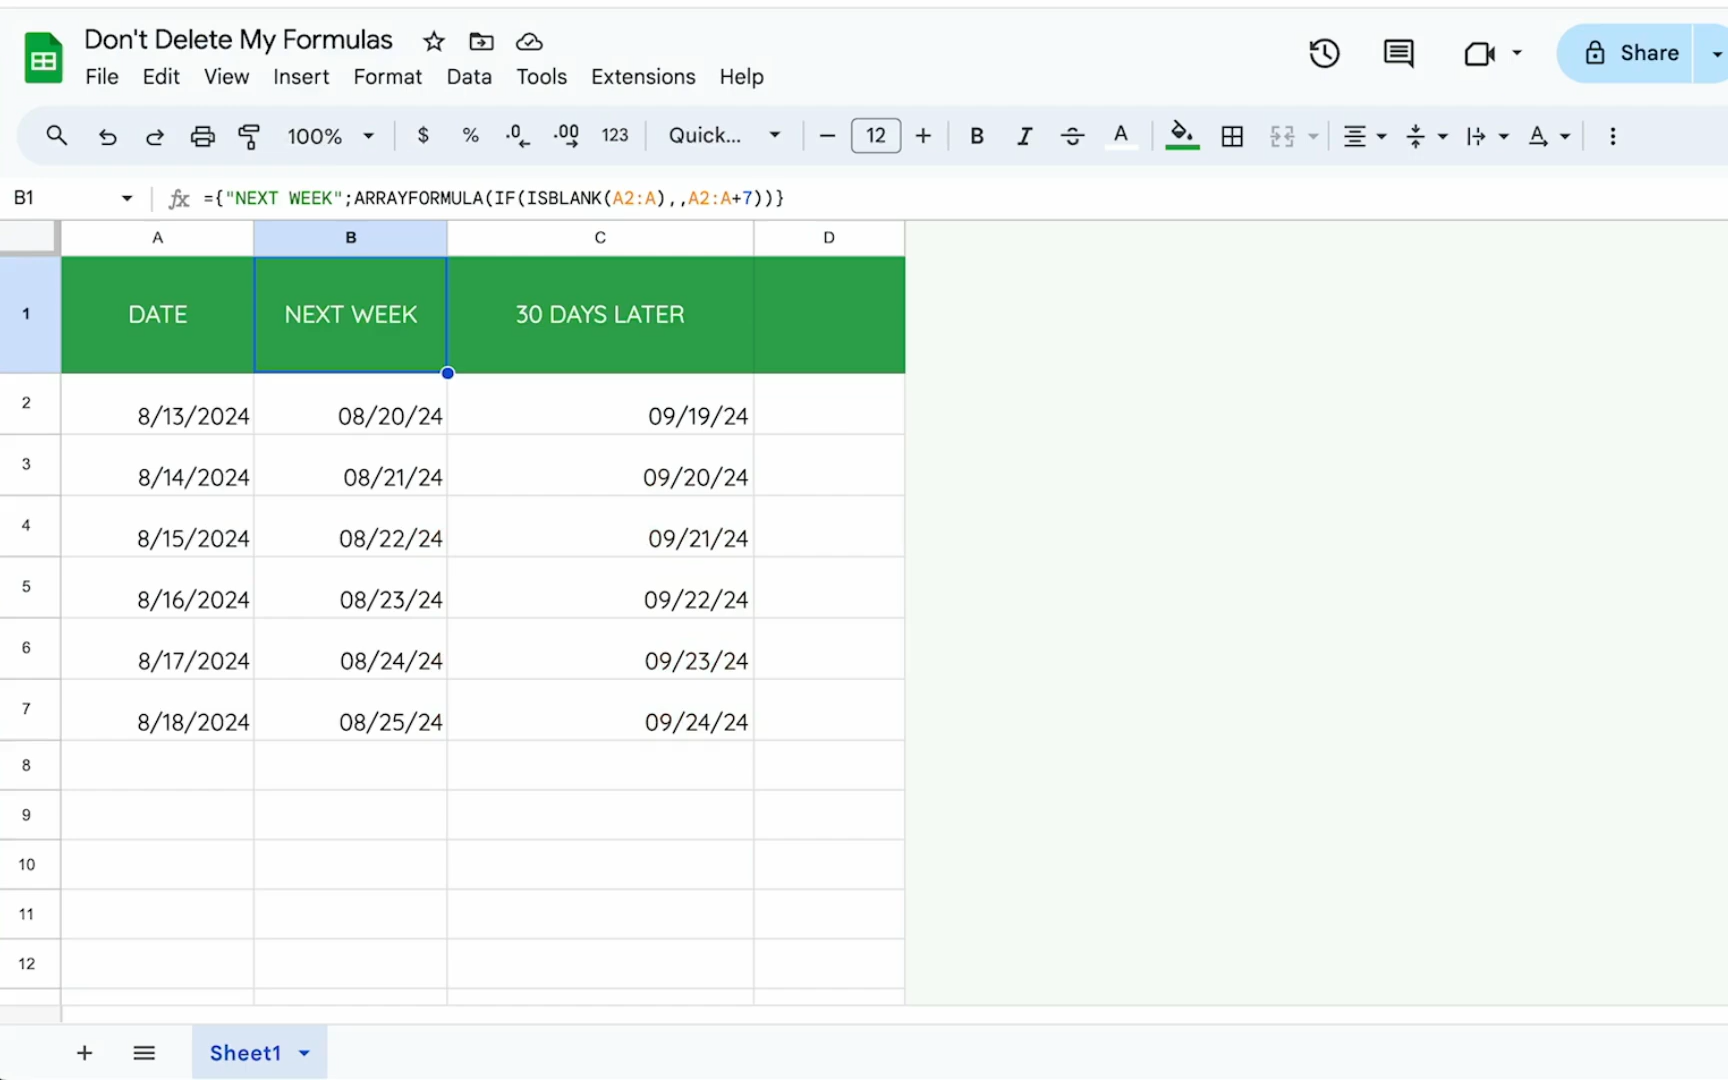 Don't Delete My Formulas
File Edit View Insert Format Data Tools Extensions Help
Share
100% $ % .0 .00 123 Quick... − 12 + B I S A A
B1 fx ={"NEXT WEEK";ARRAYFORMULA(IF(ISBLANK(A2:A),,A2:A+7))}
A B C D
1 DATE NEXT WEEK 30 DAYS LATER
2 8/13/2024 08/20/24 09/19/24
3 8/14/2024 08/21/24 09/20/24
4 8/15/2024 08/22/24 09/21/24
5 8/16/2024 08/23/24 09/22/24
6 8/17/2024 08/24/24 09/23/24
7 8/18/2024 08/25/24 09/24/24
8
9
10
11
12
+ Sheet1